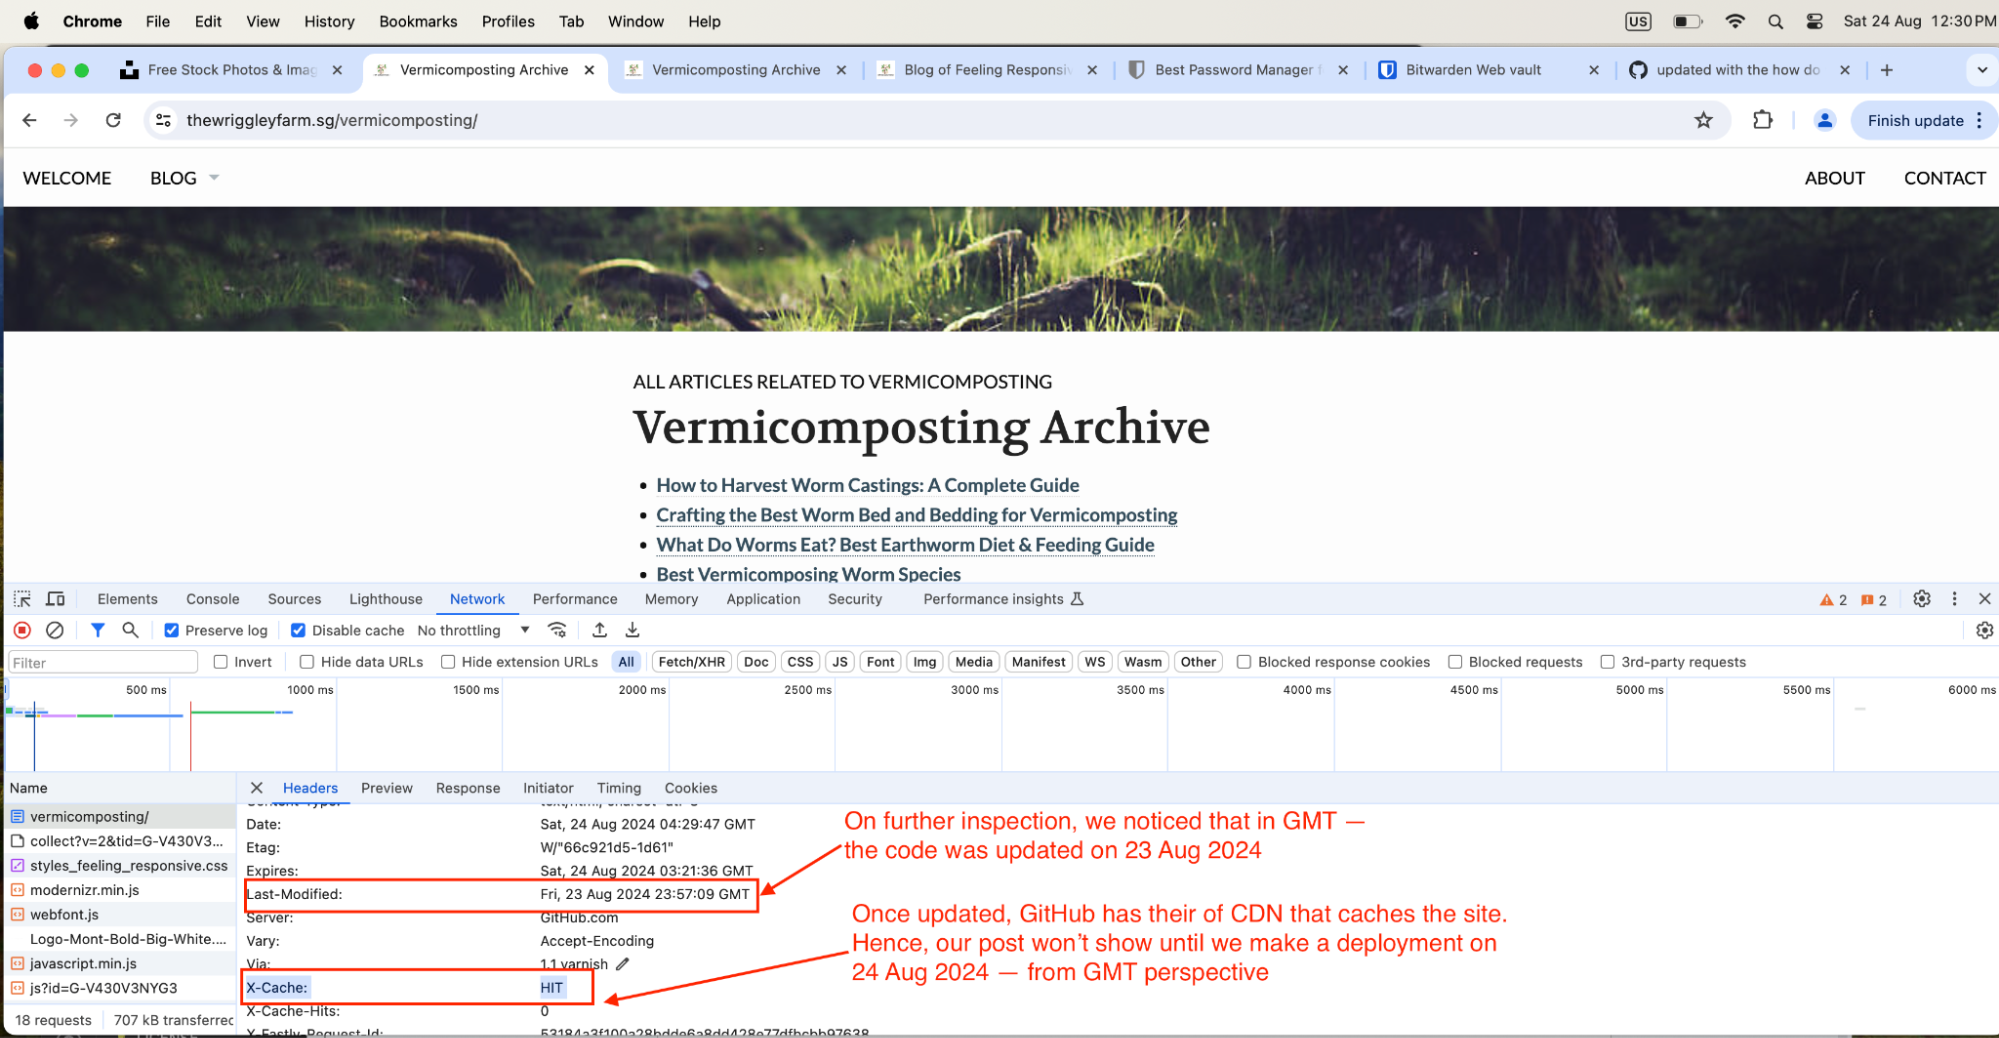 Chrome File Edit View History Bookmarks Profiles Tab Window Help US Sat 24 Aug 12:30 PM
Free Stock Photos & Imag Vermicomposting Archive Vermicomposting Archive Blog of Feeling Responsiv Best Password Manager f Bitwarden Web vault updated with the how do
thewriggleyfarm.sg/vermicomposting/ Finish update
WELCOME BLOG ABOUT CONTACT
ALL ARTICLES RELATED TO VERMICOMPOSTING
Vermicomposting Archive
How to Harvest Worm Castings: A Complete Guide
Crafting the Best Worm Bed and Bedding for Vermicomposting
What Do Worms Eat? Best Earthworm Diet & Feeding Guide
Best Vermicomposing Worm Species
Elements Console Sources Lighthouse Network Performance Memory Application Security Performance insights 2 2
Preserve log Disable cache No throttling
Filter Invert Hide data URLs Hide extension URLs All Fetch/XHR Doc CSS JS Font Img Media Manifest WS Wasm Other Blocked response cookies Blocked requests 3rd-party requests
500 ms 1000 ms 1500 ms 2000 ms 2500 ms 3000 ms 3500 ms 4000 ms 4500 ms 5000 ms 5500 ms 6000 ms
Name Headers Preview Response Initiator Timing Cookies
vermicomposting/
collect?v=2&tid=G-V430V3...
styles_feeling_responsive.css
modernizr.min.js
webfont.js
Logo-Mont-Bold-Big-White....
javascript.min.js
js?id=G-V430V3NYG3
18 requests 707 kB transferrec
Content-Type: text/html; charset=utf-8
Date: Sat, 24 Aug 2024 04:29:47 GMT
Etag: W/"66c921d5-1d61"
Expires: Sat, 24 Aug 2024 03:21:36 GMT
Last-Modified: Fri, 23 Aug 2024 23:57:09 GMT
Server: GitHub.com
Vary: Accept-Encoding
Via: 1.1 varnish
X-Cache: HIT
X-Cache-Hits: 0
X-Fastly-Request-Id:
On further inspection, we noticed that in GMT —
the code was updated on 23 Aug 2024
Once updated, GitHub has their of CDN that caches the site.
Hence, our post won't show until we make a deployment on
24 Aug 2024 — from GMT perspective